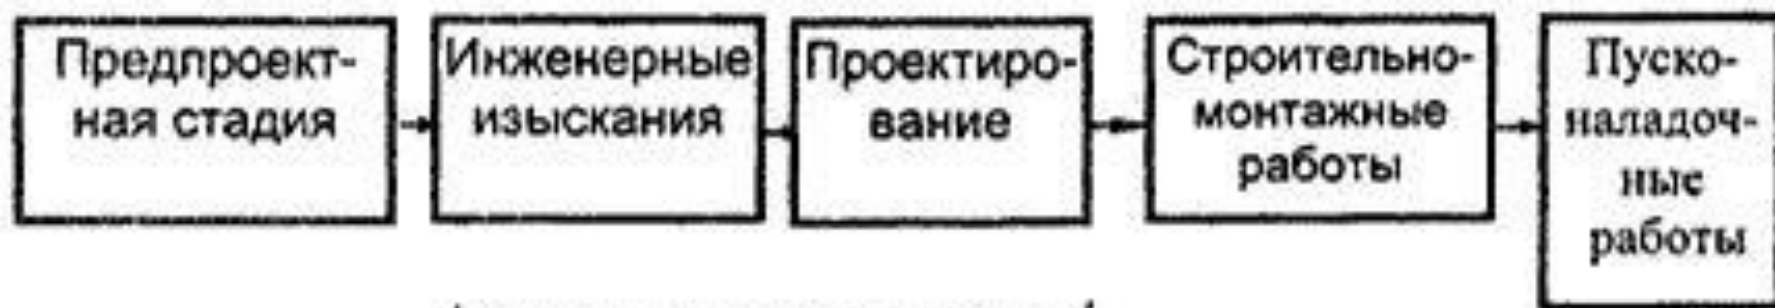 Предпроект-
ная стадия
Инженерные
изыскания
Проектиро-
вание
Строительно-
монтажные
работы
Пуско-
наладоч-
ные
работы